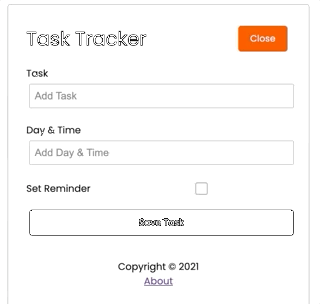 Task Tracker
Close
Task
Add Task
Day & Time
Add Day & Time
Set Reminder
Save Task
Copyright © 2021
About